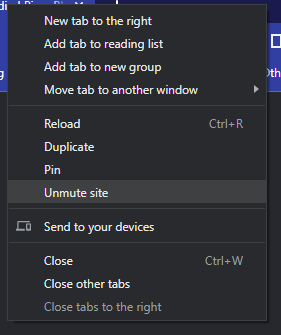 New tab to the right
Add tab to reading list
Add tab to new group
Move tab to another window
Reload Ctrl+R
Duplicate
Pin
Unmute site
Send to your devices
Close Ctrl+W
Close other tabs
Close tabs to the right